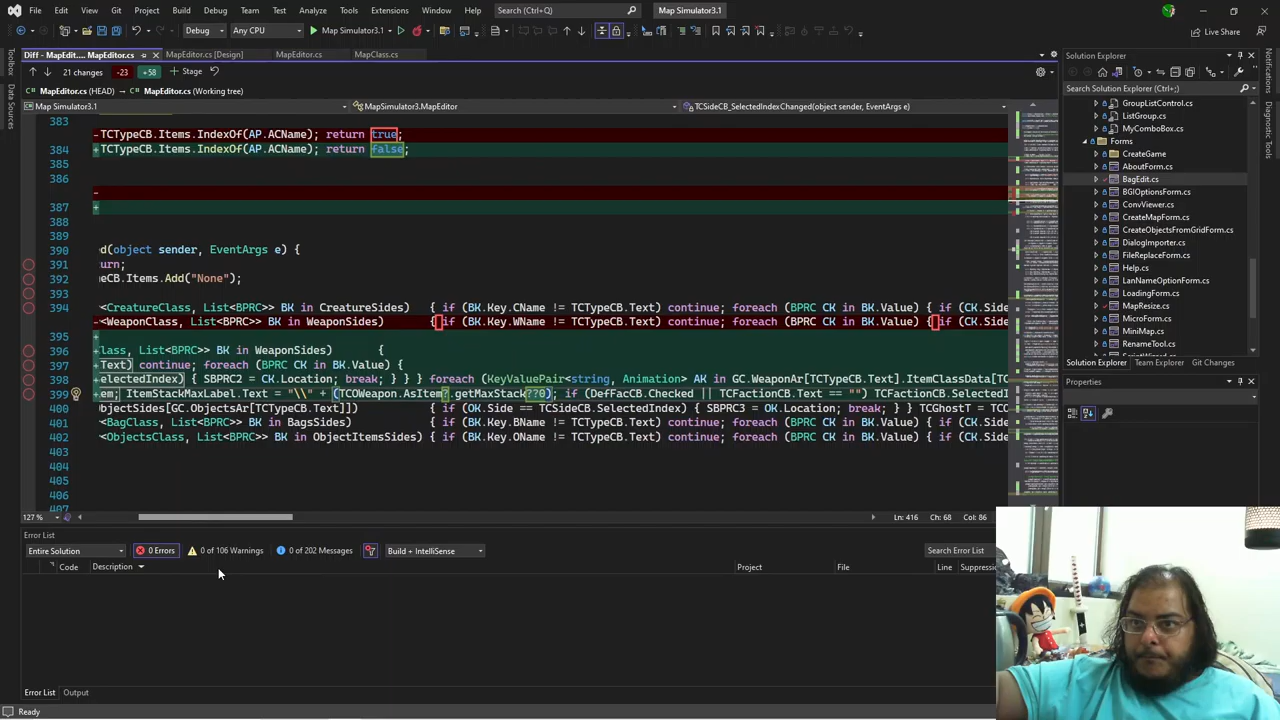 File Edit View Git Project Build Debug Test Analyze Tools Extensions Window Help Search (Ctrl+Q) Map Simulator3.1
Debug Any CPU Map Simulator3.1 Live Share
Diff - MapEdit.... MapEditor.cs MapEditor.cs [Design] MapEditor.cs MapClass.cs
21 changes -23 +58 Stage
MapEditor.cs (HEAD) MapEditor.cs (Working tree)
Map Simulator3.1 MapSimulator3.MapEditor TCSideCB_SelectedIndexChanged(object sender, EventArgs e)
383
- TCTypeCB.Items.IndexOf(AP.ACName); return true;
384 + TCTypeCB.Items.IndexOf(AP.ACName); return false;
385
386
-
387 +
388
389
390 d(object sender, EventArgs e) {
391 urn;
392 eCB.Items.IndexOf("None");
393
394 <CreatureClass, List<BPRC>> BK in CreatureSides) { if (BK.Key.CName != TCTypeCB.Text) continue; foreach (BPRC CK in BK.Value) { if (CK.Side
-<WeaponClass, List<BPRC>> BK in WeaponSides) { if (BK.Key.WName != TCTypeCB.Text) continue; foreach (BPRC CK in BK.Value) { if (CK.Side
395 +
396 +lass, List<BPRC>> BK in WeaponSides) {
397 +Text) continue; foreach (BPRC CK in BK.Value) {
398 +electedIndex) { SBPRC2 = CK.Location; break; } } } foreach (KeyValuePair<string, Animation> AK in GC.WeaponsAr[TCTypeCB.Text].ItemClassData[TC
399 +em; ItemStackMaxLabel.Text = "\\" + TCWeapon.AsItem?.getMaxStack??0); if (OffFacCB.Checked || TCFactionCB.Text == "") TCFactionCB.SelectedI
400 bjectSides[GC.ObjectsAr[TCTypeCB.Text]]) { if (OK.Side == TCSideCB.SelectedIndex) { SBPRC2 = OK.Location; break; } } TCGhostT = TCO
401 <BagClass, List<BPRC>> BK in BagsSides) { if (BK.Key.BName != TCTypeCB.Text) continue; foreach (BPRC CK in BK.Value) { if (CK.Side
402 <ObjectsClass, List<BPRC>> BK in ObjectItemsSides) { if (BK.Key.OName != TCTypeCB.Text) continue; foreach (BPRC CK in BK.Value) { if (CK.Side
403
404
405
406
407
127 % Ln: 416 Ch: 68 Col: 86
Error List
Entire Solution 0 Errors 0 of 106 Warnings 0 of 202 Messages Build + IntelliSense Search Error List
Code Description Project File Line Suppressio
Error List Output
Ready
Toolbox
Data Sources
Solution Explorer
Search Solution Explorer (Ctrl+;)
GroupListControl.cs
ListGroup.cs
MyComboBox.cs
Forms
CreateGame
AboutForm.cs
BagEdit.cs
BGIOptionsForm.cs
ConvViewer.cs
CreateMapForm.cs
CreateObjectsFromForm.cs
DialogImporter.cs
FileReplaceForm.cs
Help.cs
LanNameOptionForm.cs
LoadingForm.cs
MapResize.cs
MicroForm.cs
MiniMap.cs
RenameTool.cs
Solution Explorer Team Explorer Git Changes
Properties
Notifications
Diagnostic Tools